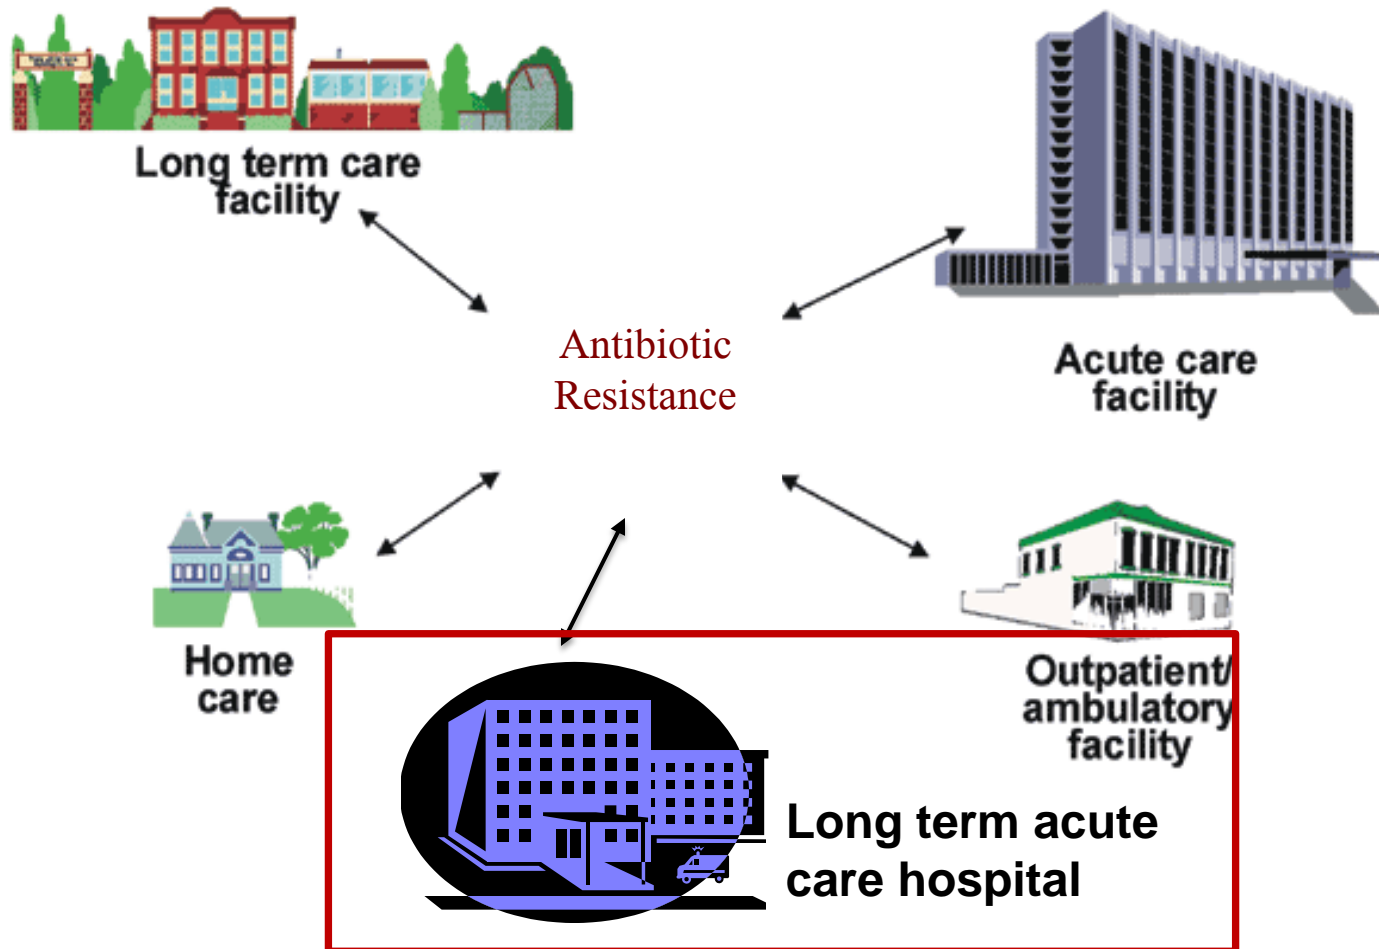 Long term care
facility
Acute care
facility
Antibiotic
Resistance
Home
care
Outpatient/
ambulatory
facility
Long term acute
care hospital